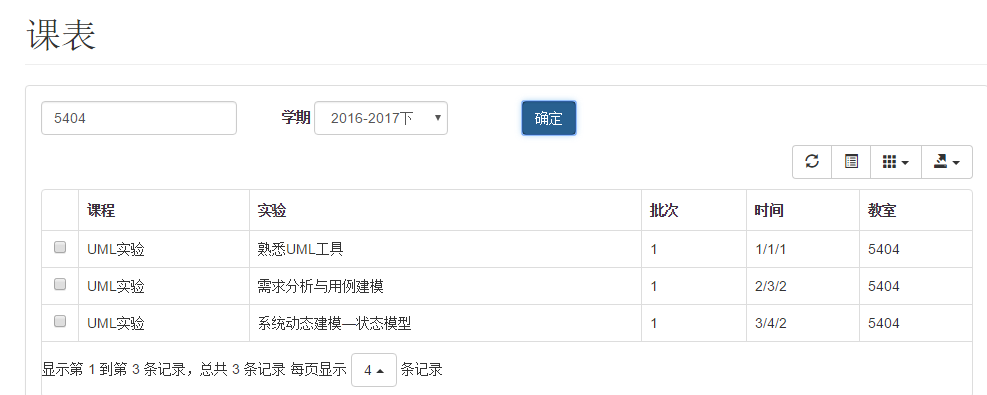 课表
5404 学期 2016-2017下 确定
课程 实验 批次 时间 教室
UML实验 熟悉UML工具 1 1/1/1 5404
UML实验 需求分析与用例建模 1 2/3/2 5404
UML实验 系统动态建模—状态模型 1 3/4/2 5404
显示第 1 到第 3 条记录，总共 3 条记录 每页显示 4 条记录